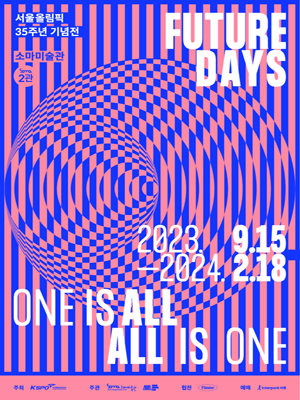 서울올림픽
35주년 기념전
소마미술관
2관
FUTURE
DAYS
2023. 9.15
—2024. 2.18
ONE IS ALL
ALL IS ONE
주최 KSPO 주관 협찬 예매